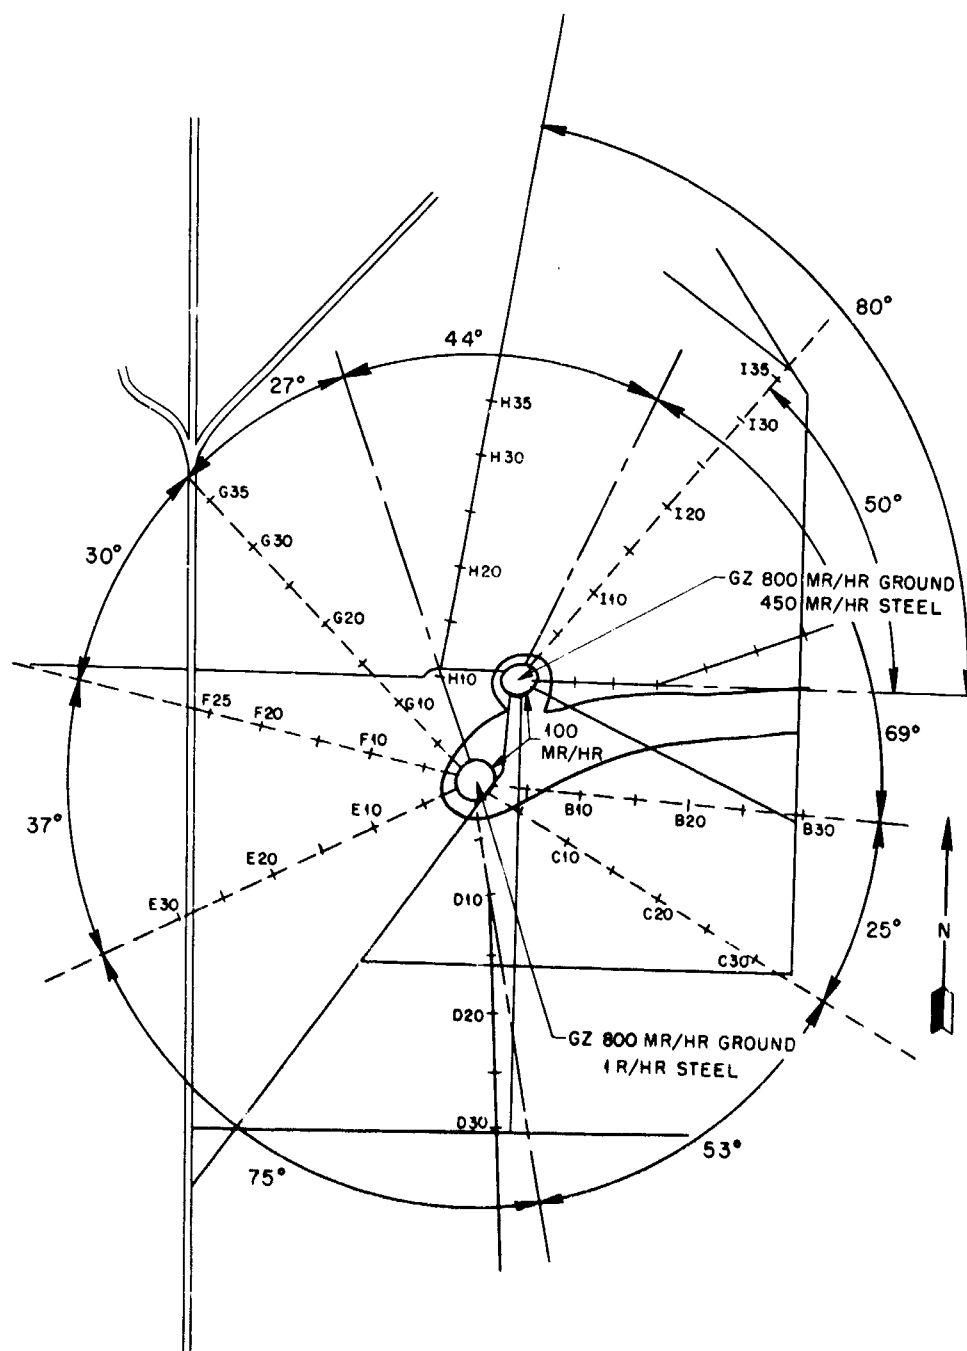 80°
44°
27°
I35
H35
I30
H30
G35
50°
I20
30°
G30
H20
GZ 800 MR/HR GROUND
450 MR/HR STEEL
I10
G20
H10
G10
F25
F20
F10
100
MR/HR
69°
E10
B10
B20
B30
37°
C10
E20
D10
C20
E30
25°
N
C30
D20
GZ 800 MR/HR GROUND
1 R/HR STEEL
D30
53°
75°